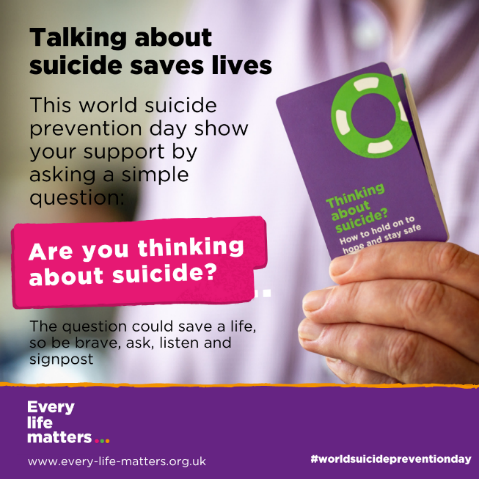 Talking about
suicide saves lives
This world suicide
prevention day show
your support by
asking a simple
question:
Are you thinking
about suicide?
The question could save a life,
so be brave, ask, listen and
signpost
Thinking
about
suicide?
How to hold on to
hope and stay safe
Every
life
matters...
www.every-life-matters.org.uk
#worldsuicidepreventionday